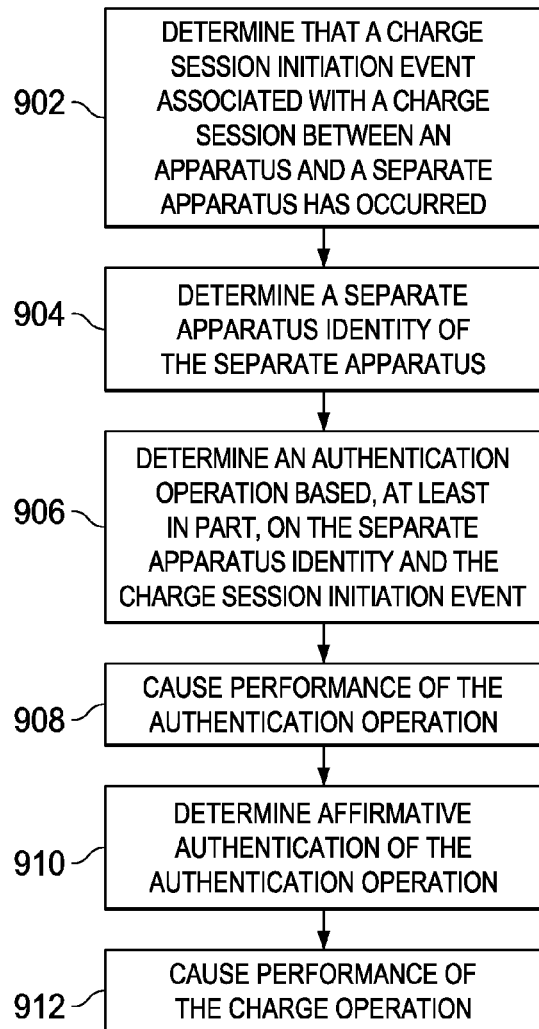 902
DETERMINE THAT A CHARGE
SESSION INITIATION EVENT
ASSOCIATED WITH A CHARGE
SESSION BETWEEN AN
APPARATUS AND A SEPARATE
APPARATUS HAS OCCURRED
904
DETERMINE A SEPARATE
APPARATUS IDENTITY OF
THE SEPARATE APPARATUS
906
DETERMINE AN AUTHENTICATION
OPERATION BASED, AT LEAST
IN PART, ON THE SEPARATE
APPARATUS IDENTITY AND THE
CHARGE SESSION INITIATION EVENT
908
CAUSE PERFORMANCE OF THE
AUTHENTICATION OPERATION
910
DETERMINE AFFIRMATIVE
AUTHENTICATION OF THE
AUTHENTICATION OPERATION
912
CAUSE PERFORMANCE OF
THE CHARGE OPERATION